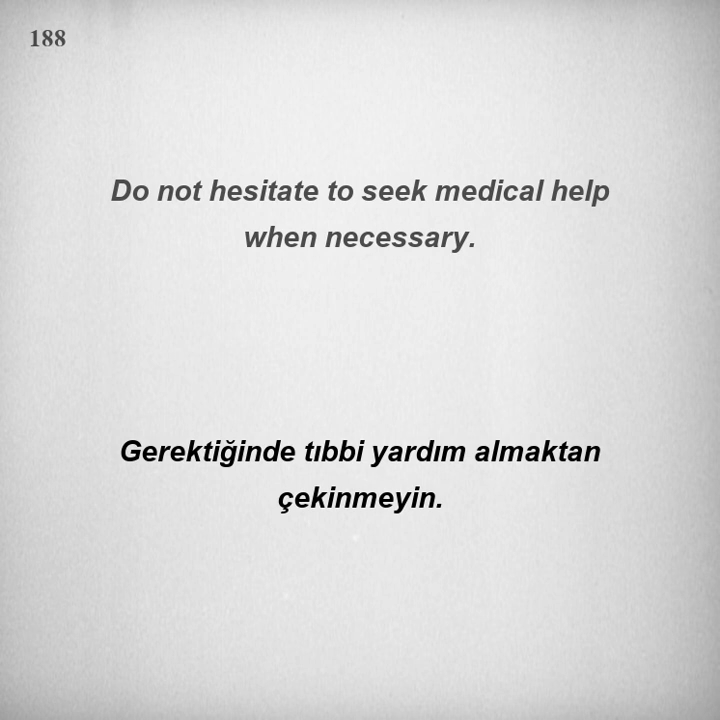 188
Do not hesitate to seek medical help
when necessary.
Gerektiğinde tıbbi yardım almaktan
çekinmeyin.